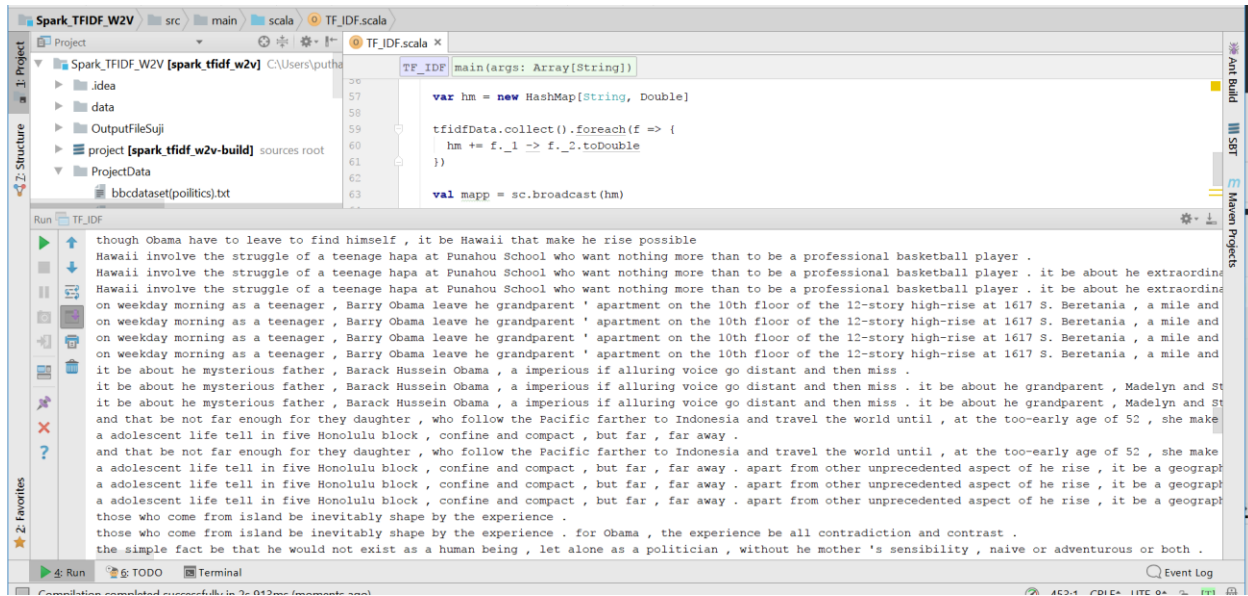 Spark_TFIDF_W2V src main scala TF_IDF.scala
Project
TF_IDF.scala ×
Spark_TFIDF_W2V [spark_tfidf_w2v] C:\Users\putha
.idea
data
OutputFileSuji
project [spark_tfidf_w2v-build] sources root
ProjectData
bbcdataset(poilitics).txt
TF_IDF main(args: Array[String])
56
57 var hm = new HashMap[String, Double]
58
59 tfidfData.collect().foreach(f => {
60 hm += f._1 -> f._2.toDouble
61 })
62
63 val mapp = sc.broadcast(hm)
1: Project
Z: Structure
2: Favorites
Ant Build
SBT
Maven Projects
Run TF_IDF
though Obama have to leave to find himself , it be Hawaii that make he rise possible
Hawaii involve the struggle of a teenage hapa at Punahou School who want nothing more than to be a professional basketball player .
Hawaii involve the struggle of a teenage hapa at Punahou School who want nothing more than to be a professional basketball player . it be about he extraordina
Hawaii involve the struggle of a teenage hapa at Punahou School who want nothing more than to be a professional basketball player . it be about he extraordina
on weekday morning as a teenager , Barry Obama leave he grandparent ' apartment on the 10th floor of the 12-story high-rise at 1617 S. Beretania , a mile and
on weekday morning as a teenager , Barry Obama leave he grandparent ' apartment on the 10th floor of the 12-story high-rise at 1617 S. Beretania , a mile and
on weekday morning as a teenager , Barry Obama leave he grandparent ' apartment on the 10th floor of the 12-story high-rise at 1617 S. Beretania , a mile and
on weekday morning as a teenager , Barry Obama leave he grandparent ' apartment on the 10th floor of the 12-story high-rise at 1617 S. Beretania , a mile and
it be about he mysterious father , Barack Hussein Obama , a imperious if alluring voice go distant and then miss .
it be about he mysterious father , Barack Hussein Obama , a imperious if alluring voice go distant and then miss . it be about he grandparent , Madelyn and St
it be about he mysterious father , Barack Hussein Obama , a imperious if alluring voice go distant and then miss . it be about he grandparent , Madelyn and St
and that be not far enough for they daughter , who follow the Pacific farther to Indonesia and travel the world until , at the too-early age of 52 , she make
a adolescent life tell in five Honolulu block , confine and compact , but far , far away .
and that be not far enough for they daughter , who follow the Pacific farther to Indonesia and travel the world until , at the too-early age of 52 , she make
a adolescent life tell in five Honolulu block , confine and compact , but far , far away . apart from other unprecedented aspect of he rise , it be a geograph
a adolescent life tell in five Honolulu block , confine and compact , but far , far away . apart from other unprecedented aspect of he rise , it be a geograph
a adolescent life tell in five Honolulu block , confine and compact , but far , far away . apart from other unprecedented aspect of he rise , it be a geograph
those who come from island be inevitably shape by the experience .
those who come from island be inevitably shape by the experience . for Obama , the experience be all contradiction and contrast .
the simple fact be that he would not exist as a human being , let alone as a politician , without he mother 's sensibility , naive or adventurous or both .
4: Run 6: TODO Terminal Event Log
Compilation completed successfully in 2s 913ms (moments ago) 453:1 CRLF UTF-8